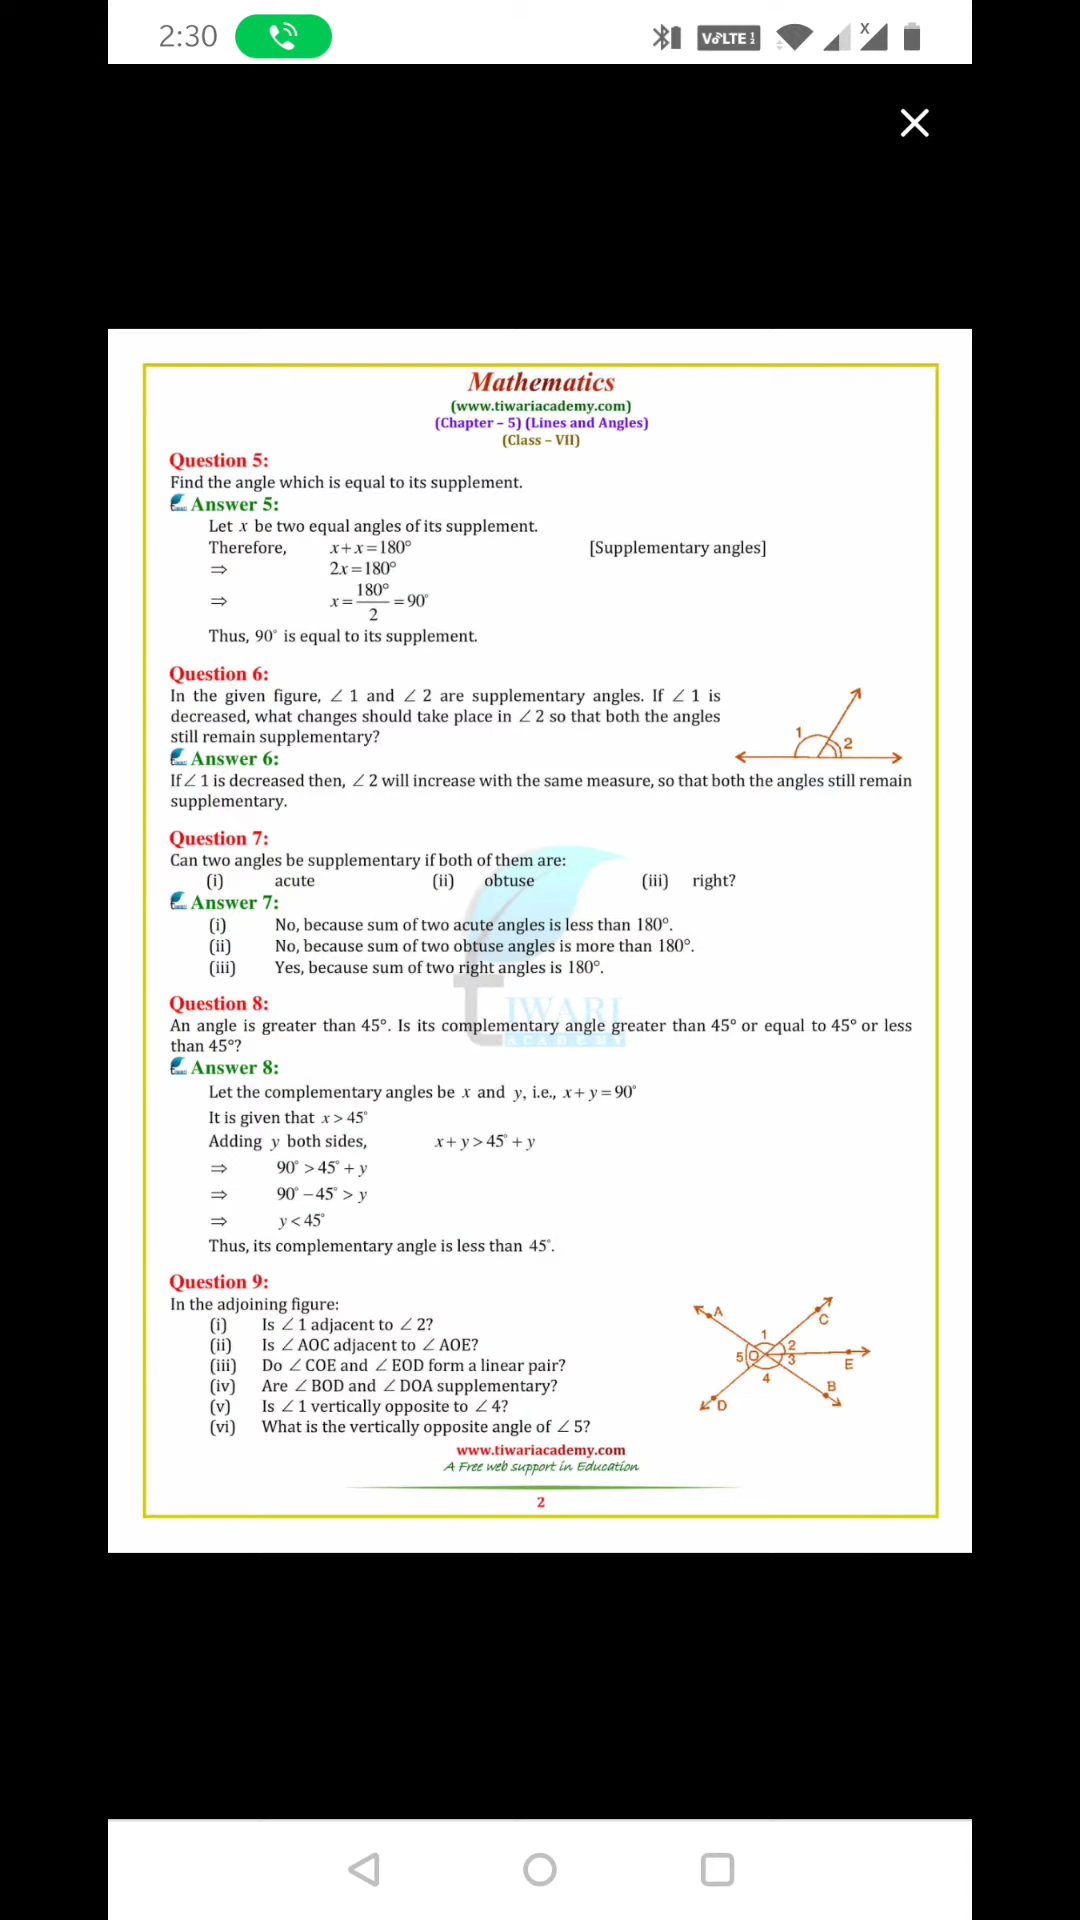 2:30
VoLTE 1
X
Mathematics
(www.tiwariacademy.com)
(Chapter – 5) (Lines and Angles)
(Class – VII)
Question 5:
Find the angle which is equal to its supplement.
Answer 5:
Let x be two equal angles of its supplement.
Therefore, x+x=180° [Supplementary angles]
⇒ 2x=180°
⇒ x=180°/2=90°
Thus, 90° is equal to its supplement.
Question 6:
In the given figure, ∠1 and ∠2 are supplementary angles. If ∠1 is
decreased, what changes should take place in ∠2 so that both the angles
still remain supplementary?
1
2
Answer 6:
If ∠1 is decreased then, ∠2 will increase with the same measure, so that both the angles still remain
supplementary.
Question 7:
Can two angles be supplementary if both of them are:
(i) acute (ii) obtuse (iii) right?
Answer 7:
(i) No, because sum of two acute angles is less than 180°.
(ii) No, because sum of two obtuse angles is more than 180°.
(iii) Yes, because sum of two right angles is 180°.
TIWARI
ACADEMY
Question 8:
An angle is greater than 45°. Is its complementary angle greater than 45° or equal to 45° or less
than 45°?
Answer 8:
Let the complementary angles be x and y, i.e., x+y=90°
It is given that x>45°
Adding y both sides, x+y>45°+y
⇒ 90°>45°+y
⇒ 90°–45°>y
⇒ y<45°
Thus, its complementary angle is less than 45°.
Question 9:
In the adjoining figure:
(i) Is ∠1 adjacent to ∠2?
(ii) Is ∠AOC adjacent to ∠AOE?
(iii) Do ∠COE and ∠EOD form a linear pair?
(iv) Are ∠BOD and ∠DOA supplementary?
(v) Is ∠1 vertically opposite to ∠4?
(vi) What is the vertically opposite angle of ∠5?
A
C
1
2
5 O 3
E
4
B
D
www.tiwariacademy.com
A Free web support in Education
2